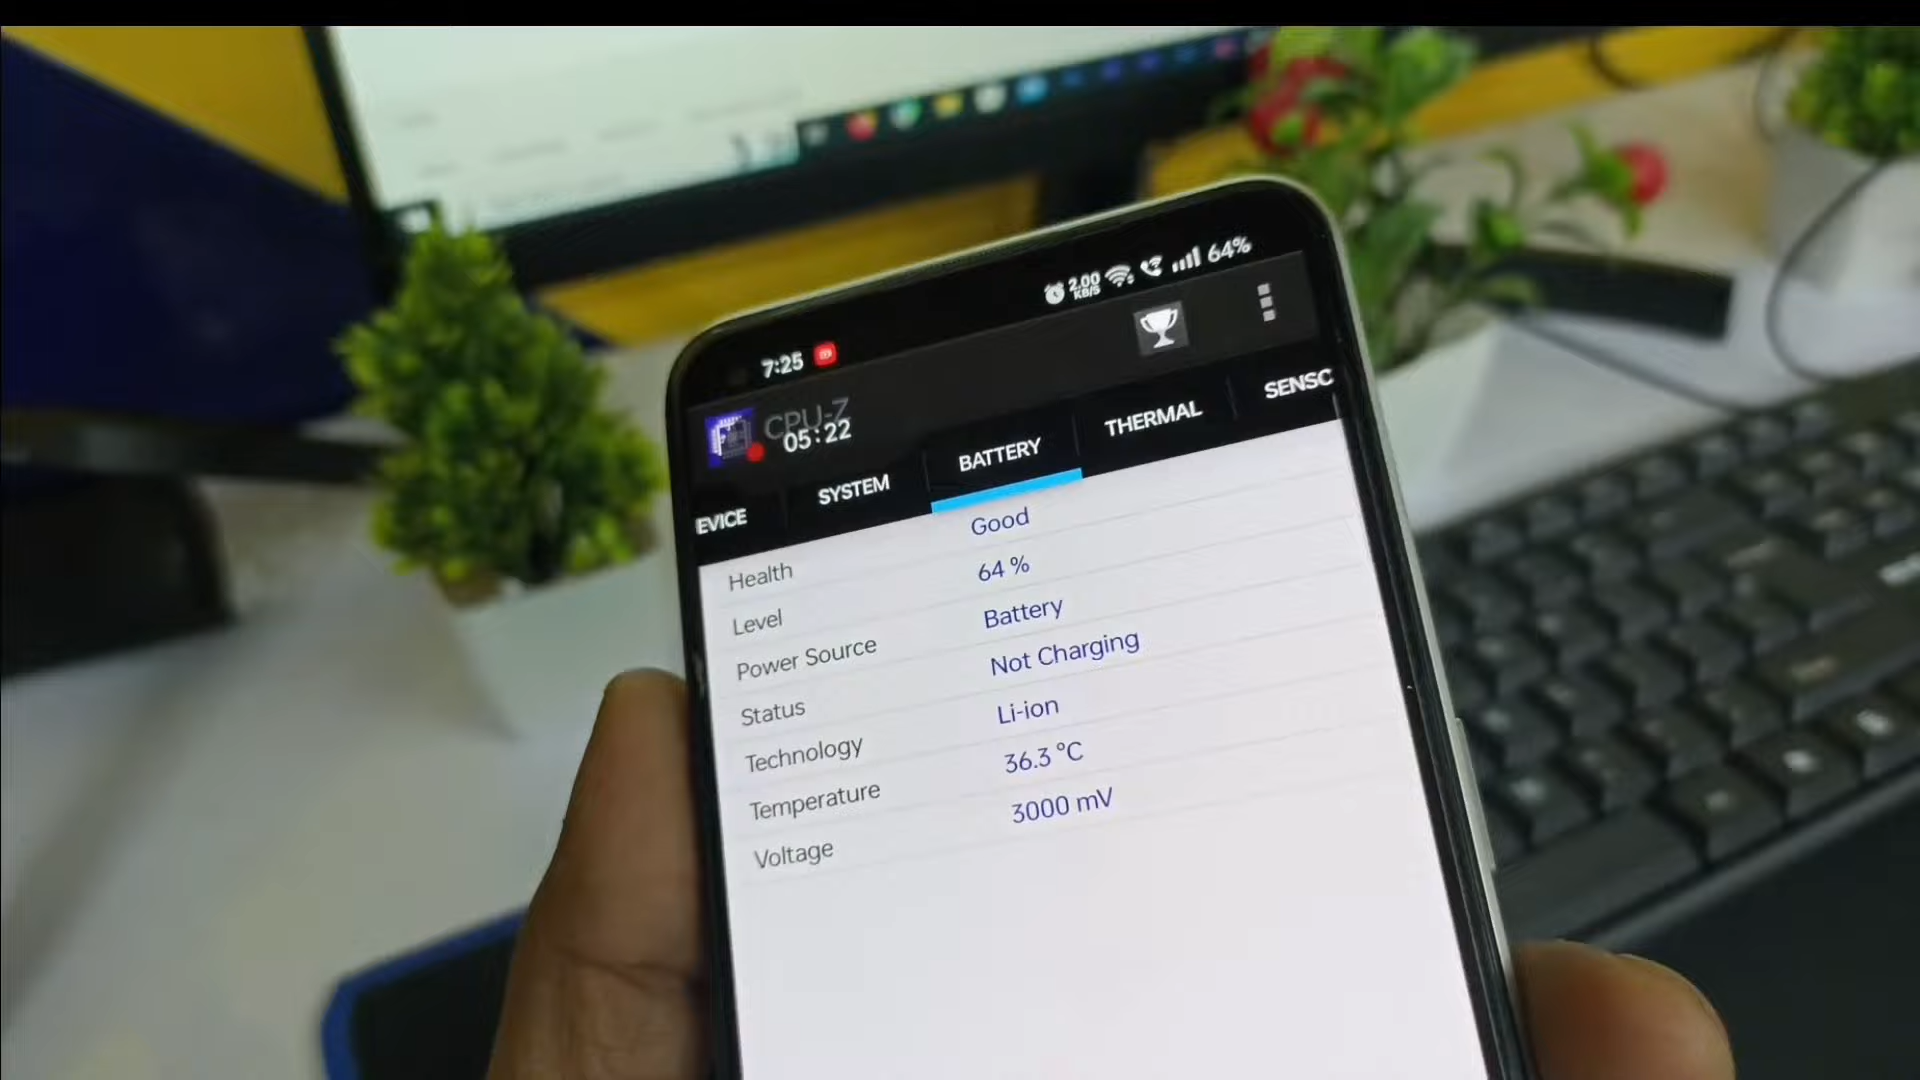 7:25
2.00 KB/S
64%
CPU-Z
05:22
EVICE SYSTEM BATTERY THERMAL SENSC
Health Good
Level 64 %
Power Source Battery
Status Not Charging
Technology Li-ion
Temperature 36.3 °C
Voltage 3000 mV